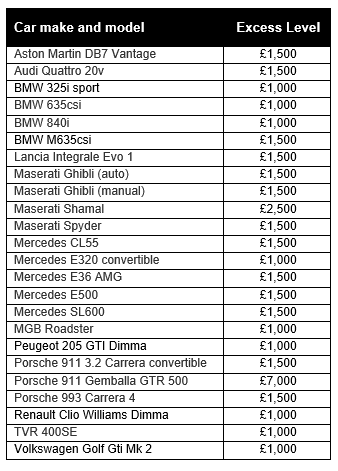 Car make and model Excess Level
Aston Martin DB7 Vantage £1,500
Audi Quattro 20v £1,500
BMW 325i sport £1,000
BMW 635csi £1,000
BMW 840i £1,000
BMW M635csi £1,500
Lancia Integrale Evo 1 £1,500
Maserati Ghibli (auto) £1,500
Maserati Ghibli (manual) £1,500
Maserati Shamal £2,500
Maserati Spyder £1,500
Mercedes CL55 £1,500
Mercedes E320 convertible £1,000
Mercedes E36 AMG £1,500
Mercedes E500 £1,500
Mercedes SL600 £1,500
MGB Roadster £1,000
Peugeot 205 GTI Dimma £1,000
Porsche 911 3.2 Carrera convertible £1,500
Porsche 911 Gemballa GTR 500 £7,000
Porsche 993 Carrera 4 £1,500
Renault Clio Williams Dimma £1,000
TVR 400SE £1,000
Volkswagen Golf Gti Mk 2 £1,000